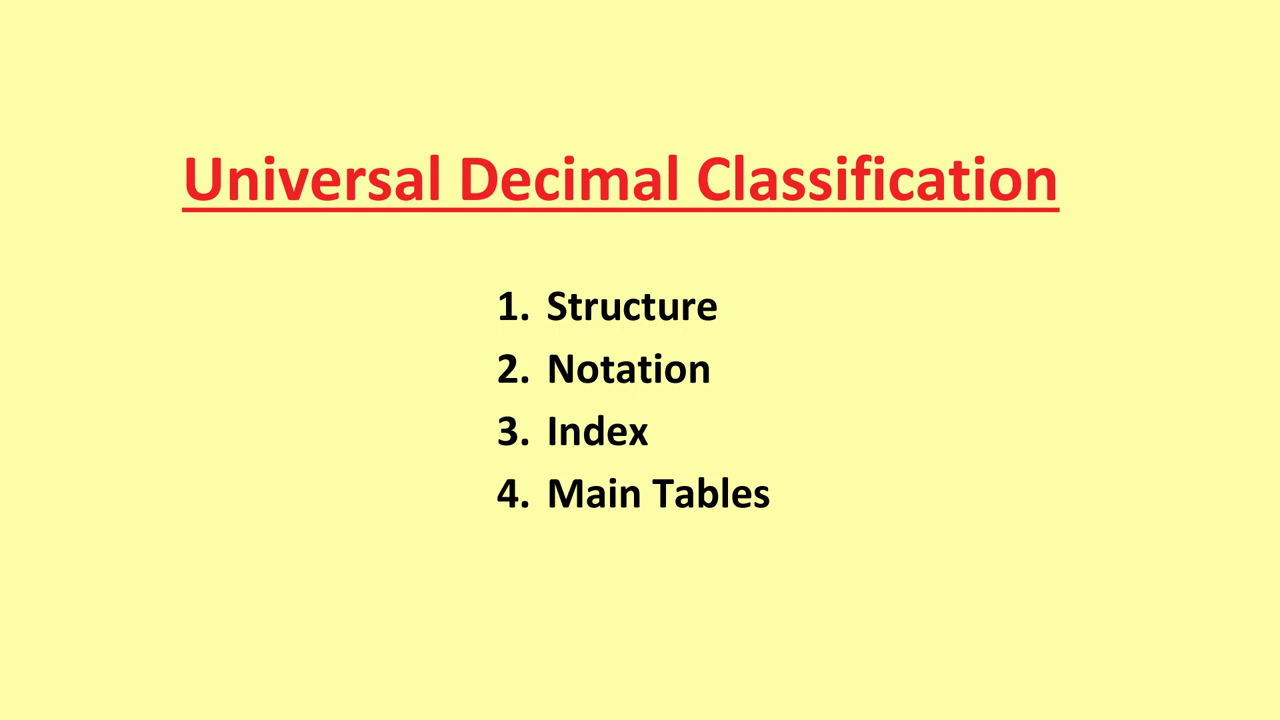 Universal Decimal Classification
1. Structure
2. Notation
3. Index
4. Main Tables